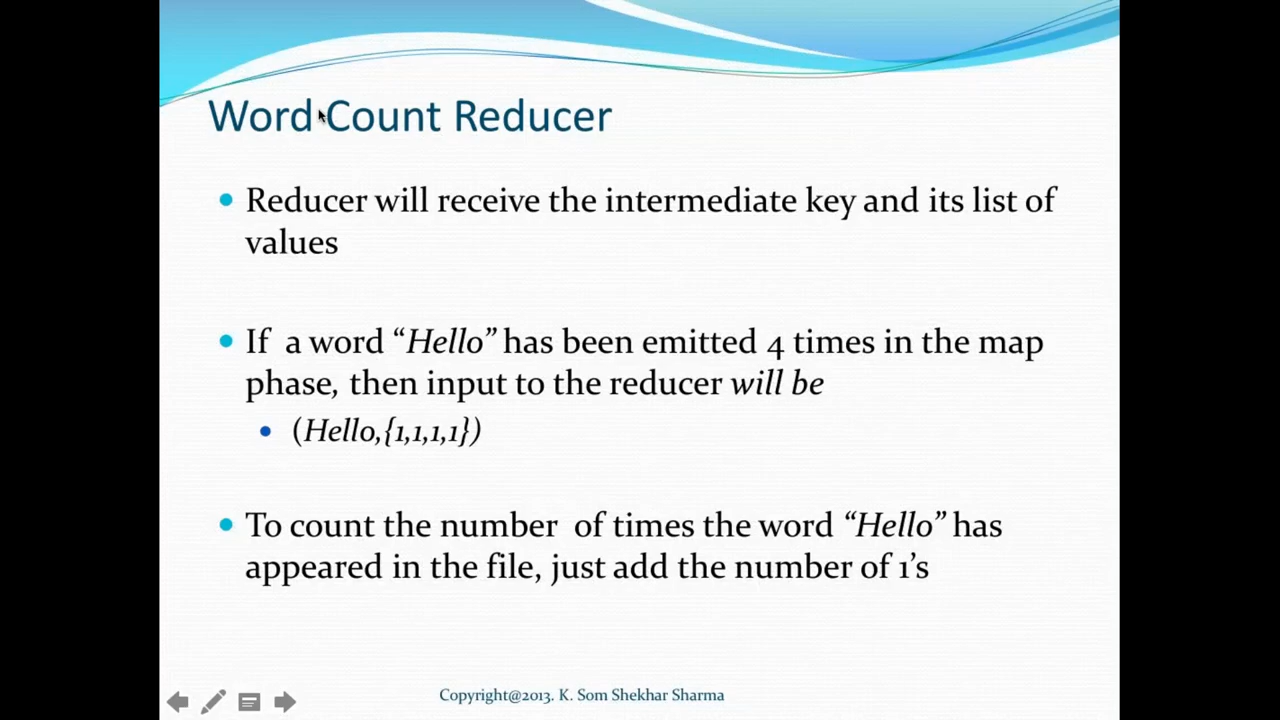 Word Count Reducer
• Reducer will receive the intermediate key and its list of
values
• If a word “Hello” has been emitted 4 times in the map
phase, then input to the reducer will be
• (Hello,{1,1,1,1})
• To count the number of times the word “Hello” has
appeared in the file, just add the number of 1’s
Copyright@2013. K. Som Shekhar Sharma